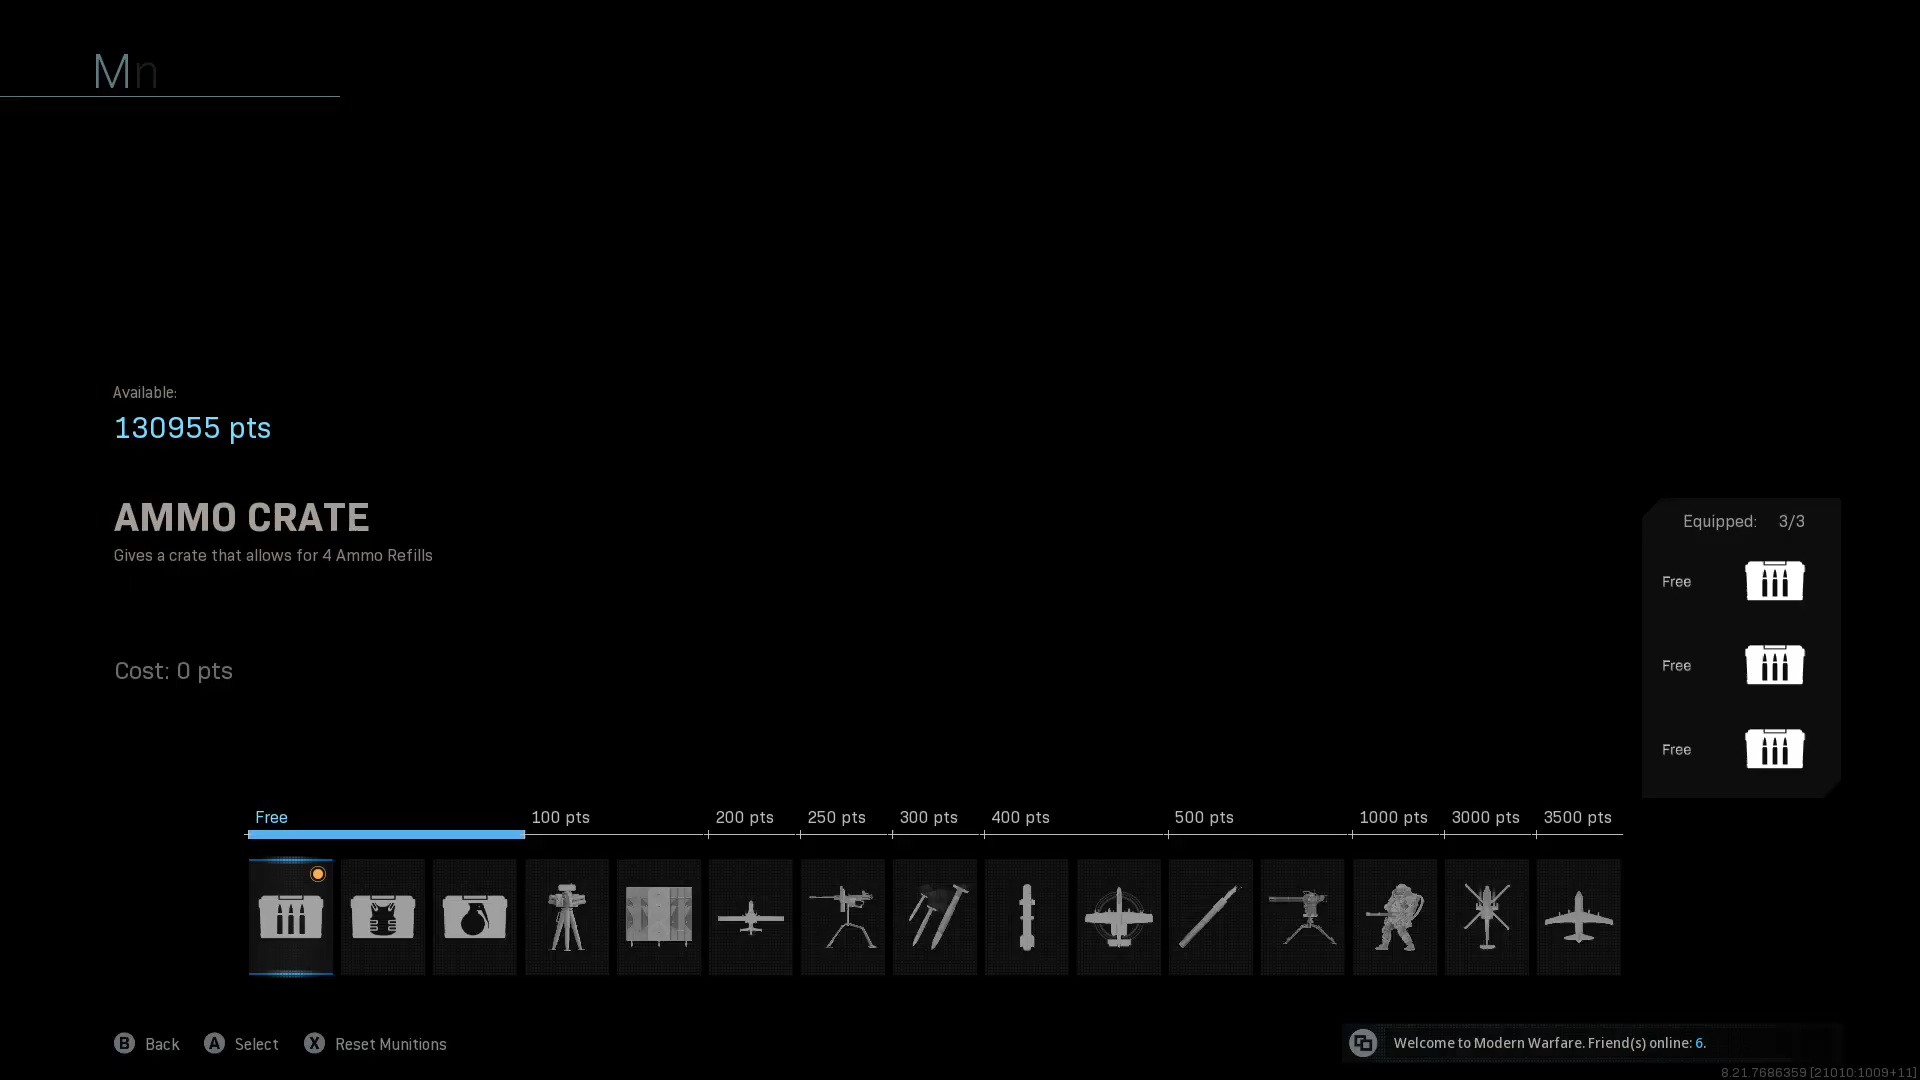 Mn
Available:
130955 pts
AMMO CRATE
Gives a crate that allows for 4 Ammo Refills
Cost: 0 pts
Equipped: 3/3
Free
Free
Free
Free 100 pts 200 pts 250 pts 300 pts 400 pts 500 pts 1000 pts 3000 pts 3500 pts
B Back A Select X Reset Munitions
Welcome to Modern Warfare. Friend(s) online: 6.
8.21.7686359 [21010:1009+11]